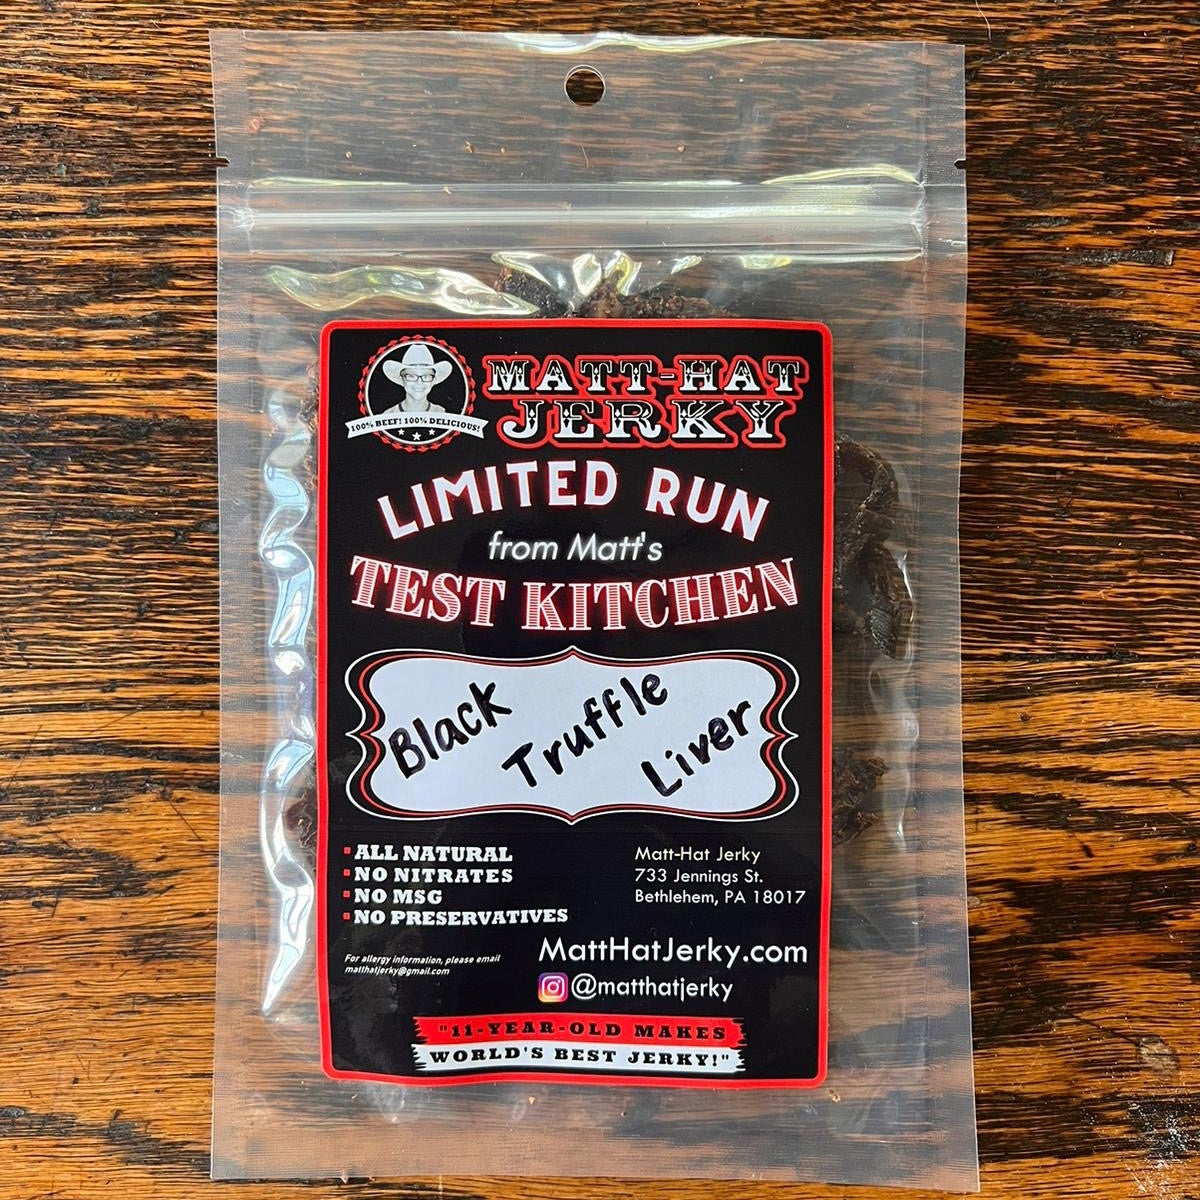 100% BEEF! 100% DELICIOUS!
MATT-HAT
JERKY
LIMITED RUN
from Matt's
TEST KITCHEN
Black Truffle Liver
ALL NATURAL
NO NITRATES
NO MSG
NO PRESERVATIVES
For allergy information, please email
matthatjerky@gmail.com
Matt-Hat Jerky
733 Jennings St.
Bethlehem, PA 18017
MattHatJerky.com
@matthatjerky
"11-YEAR-OLD MAKES
WORLD'S BEST JERKY!"